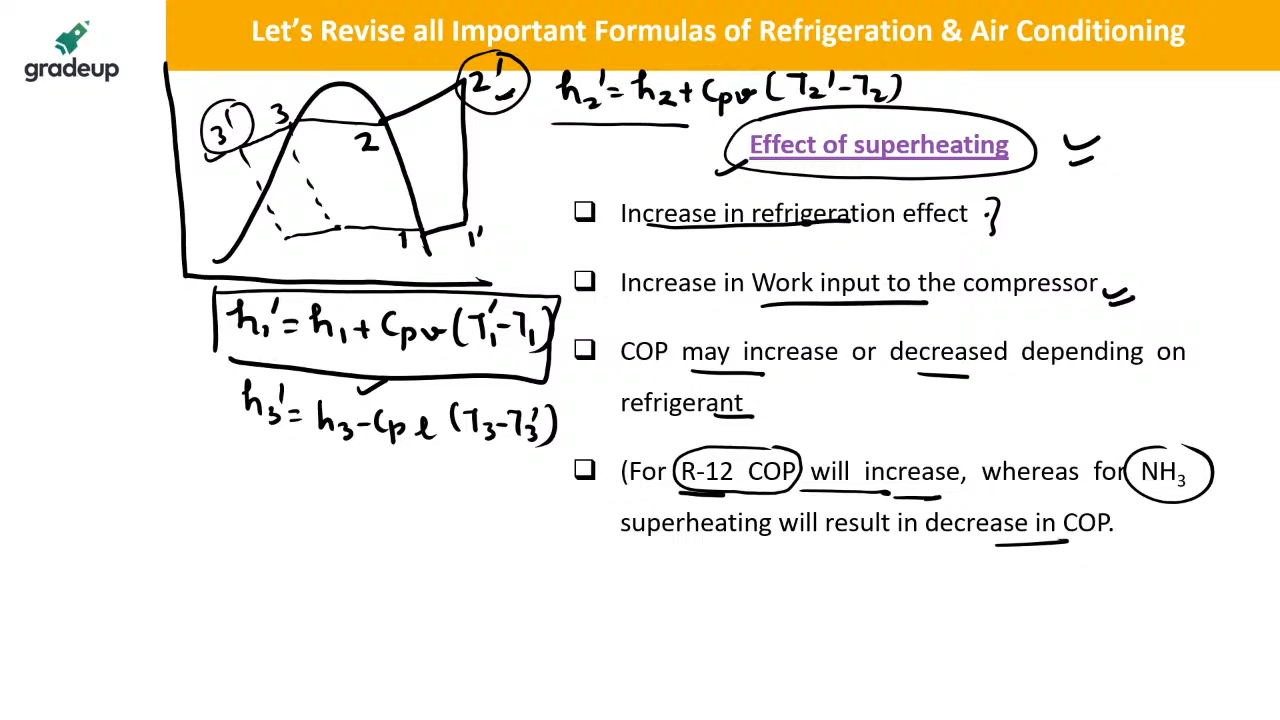 Let's Revise all Important Formulas of Refrigeration & Air Conditioning
gradeup
3'
3
2
2'
1
1'
h₂' = h₂ + Cpv (T₂' - T₂)
Effect of superheating
❑ Increase in refrigeration effect }
❑ Increase in Work input to the compressor
h₁' = h₁ + Cpv (T₁' - T₁)
❑ COP may increase or decreased depending on
refrigerant
h₃' = h₃ - Cpl (T₃ - T₃')
❑ (For R-12 COP will increase, whereas for NH₃
superheating will result in decrease in COP.